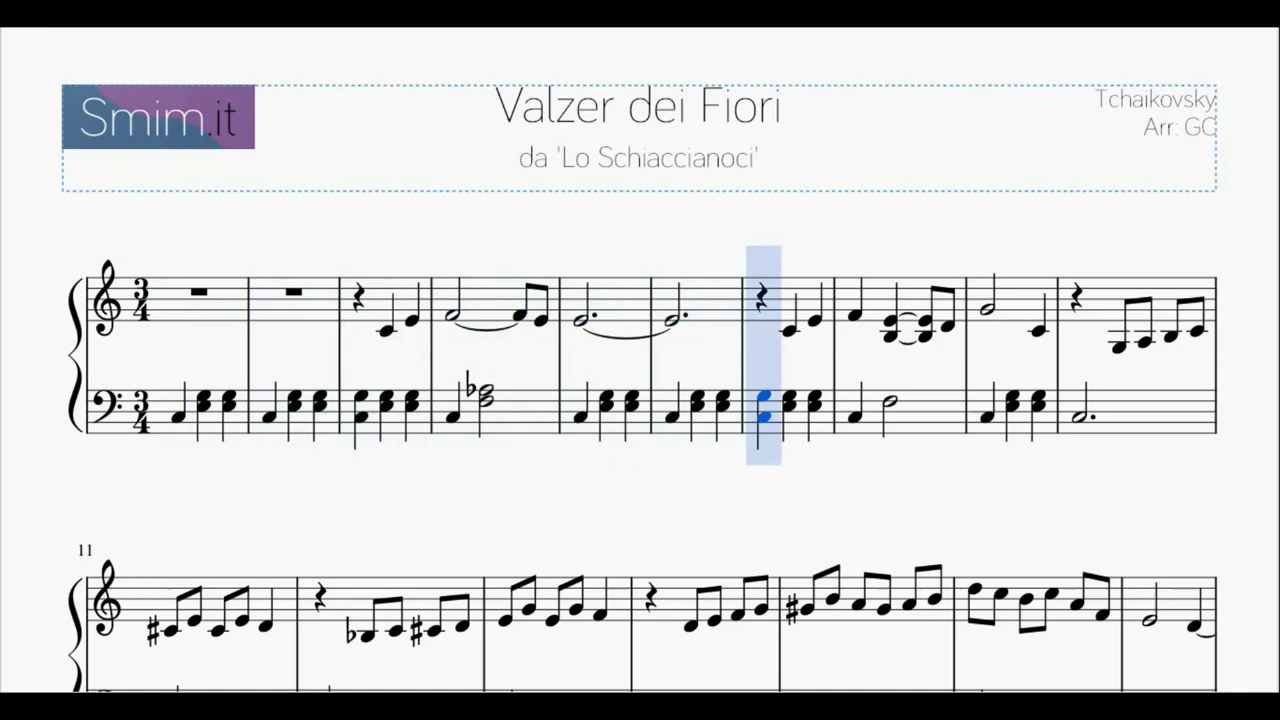 Smim.it
Valzer dei Fiori
Tchaikovsky
Arr: GC
da 'Lo Schiaccianoci'
3
4
3
4
11